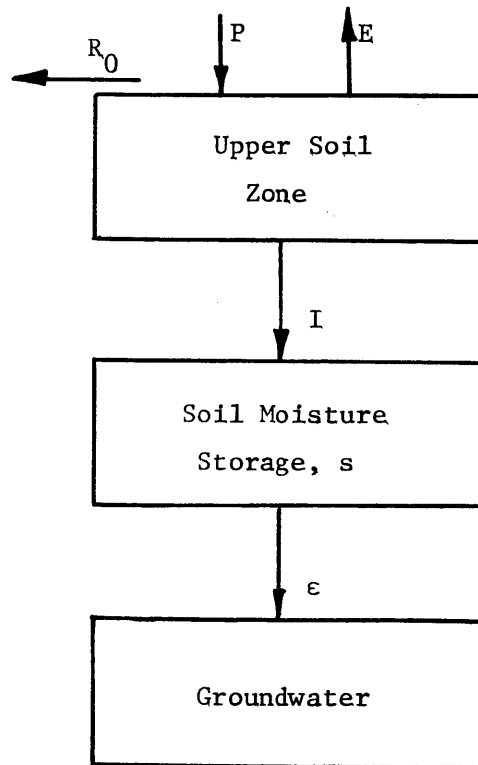 P
E
R0
Upper Soil
Zone
I
Soil Moisture
Storage, s
ε
Groundwater